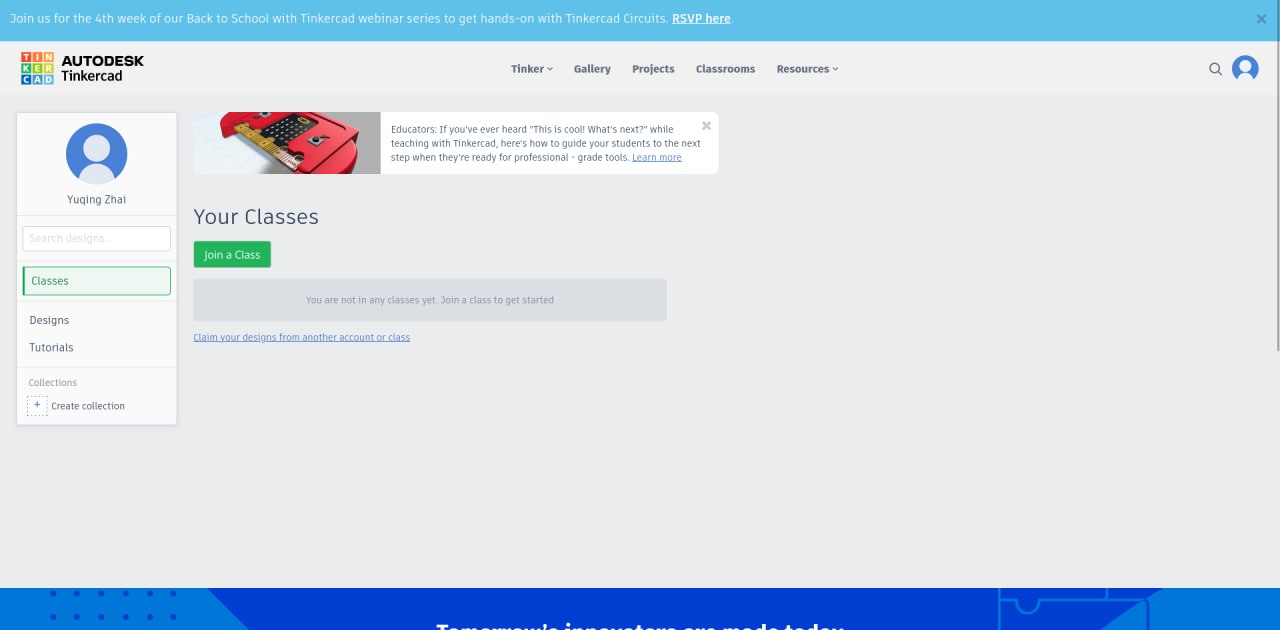 Join us for the 4th week of our Back to School with Tinkercad webinar series to get hands-on with Tinkercad Circuits. RSVP here.
TIN
KER
CAD
AUTODESK
Tinkercad
Tinker
Gallery
Projects
Classrooms
Resources
Yuqing Zhai
Search designs...
Classes
Designs
Tutorials
Collections
+ Create collection
Educators: If you've ever heard "This is cool! What's next?" while
teaching with Tinkercad, here's how to guide your students to the next
step when they're ready for professional - grade tools. Learn more
Your Classes
Join a Class
You are not in any classes yet. Join a class to get started
Claim your designs from another account or class
Tomorrow's innovators are made today